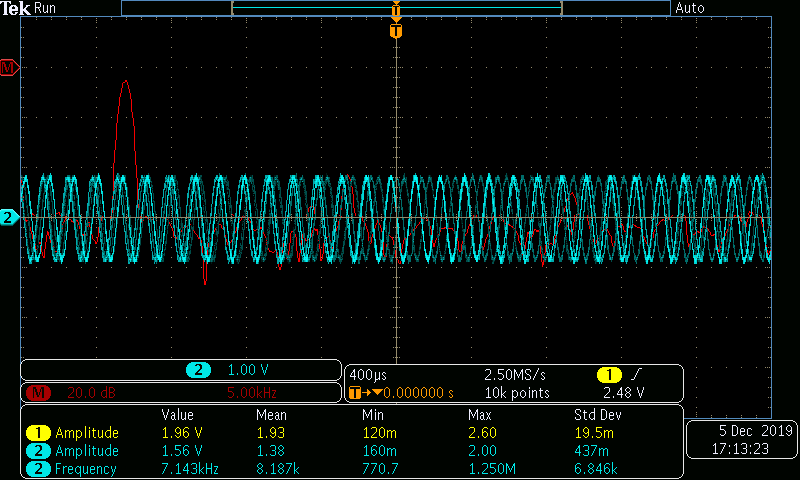 Tek Run Auto
T
T
M
2
2 1.00 V
M 20.0 dB 5.00kHz
400µs 2.50MS/s 1
T→▼0.000000 s 10k points 2.48 V
Value Mean Min Max Std Dev
1 Amplitude 1.96 V 1.93 120m 2.60 19.5m
2 Amplitude 1.56 V 1.38 160m 2.00 437m
2 Frequency 7.143kHz 8.187k 770.7 1.250M 6.846k
5 Dec 2019
17:13:23